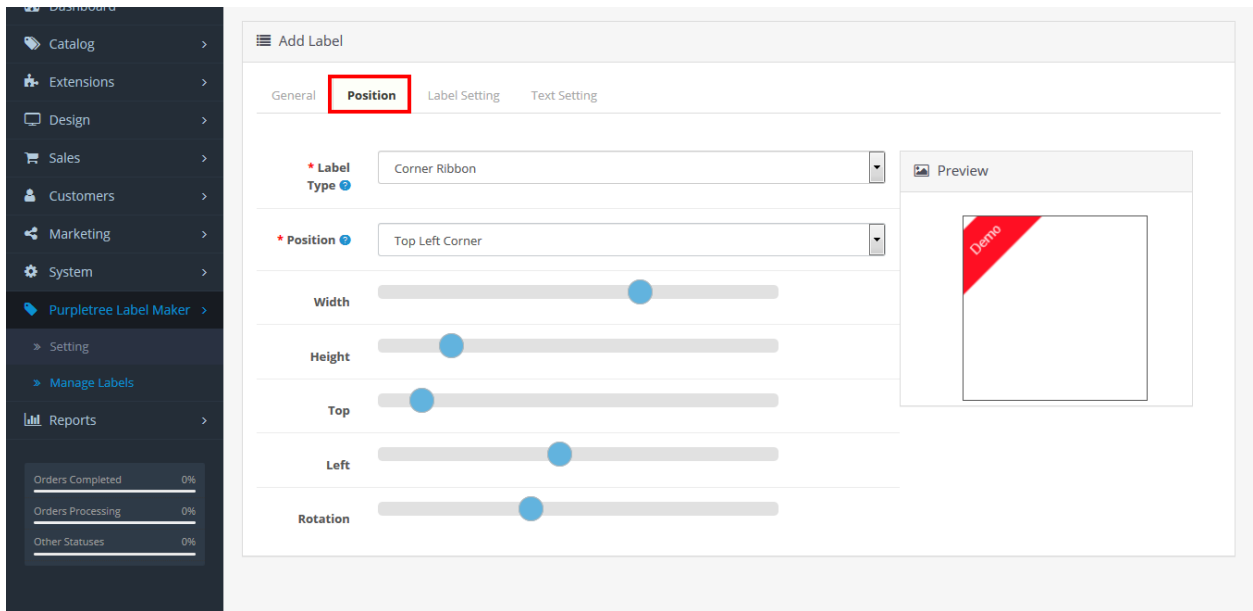 Dashboard
Catalog
Extensions
Design
Sales
Customers
Marketing
System
Purpletree Label Maker
Setting
Manage Labels
Reports
Orders Completed 0%
Orders Processing 0%
Other Statuses 0%
Add Label
General Position Label Setting Text Setting
* Label
Type
Corner Ribbon
* Position
Top Left Corner
Width
Height
Top
Left
Rotation
Preview
Demo